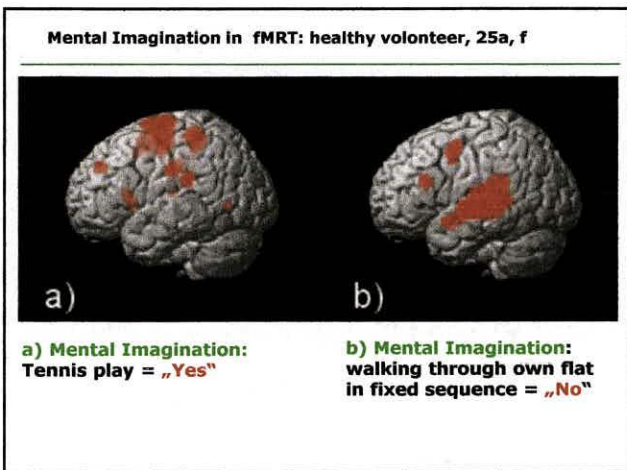 Mental Imagination in fMRT: healthy volonteer, 25a, f
a)
b)
a) Mental Imagination:
Tennis play = „Yes“
b) Mental Imagination:
walking through own flat
in fixed sequence = „No“